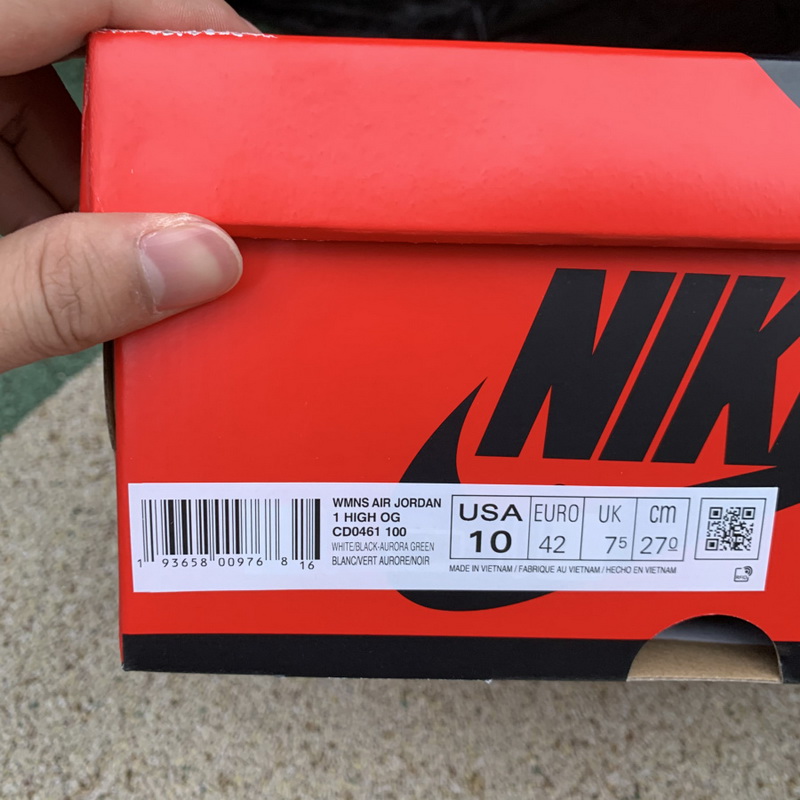 NIK
WMNS AIR JORDAN
1 HIGH OG
CD0461 100
WHITE/BLACK-AURORA GREEN
BLANC/VERT AURORE/NOIR
1 93658 00976 8 16
USA EURO UK cm
10 42 7⁵ 27⁰
MADE IN VIETNAM / FABRIQUE AU VIETNAM / HECHO EN VIETNAM